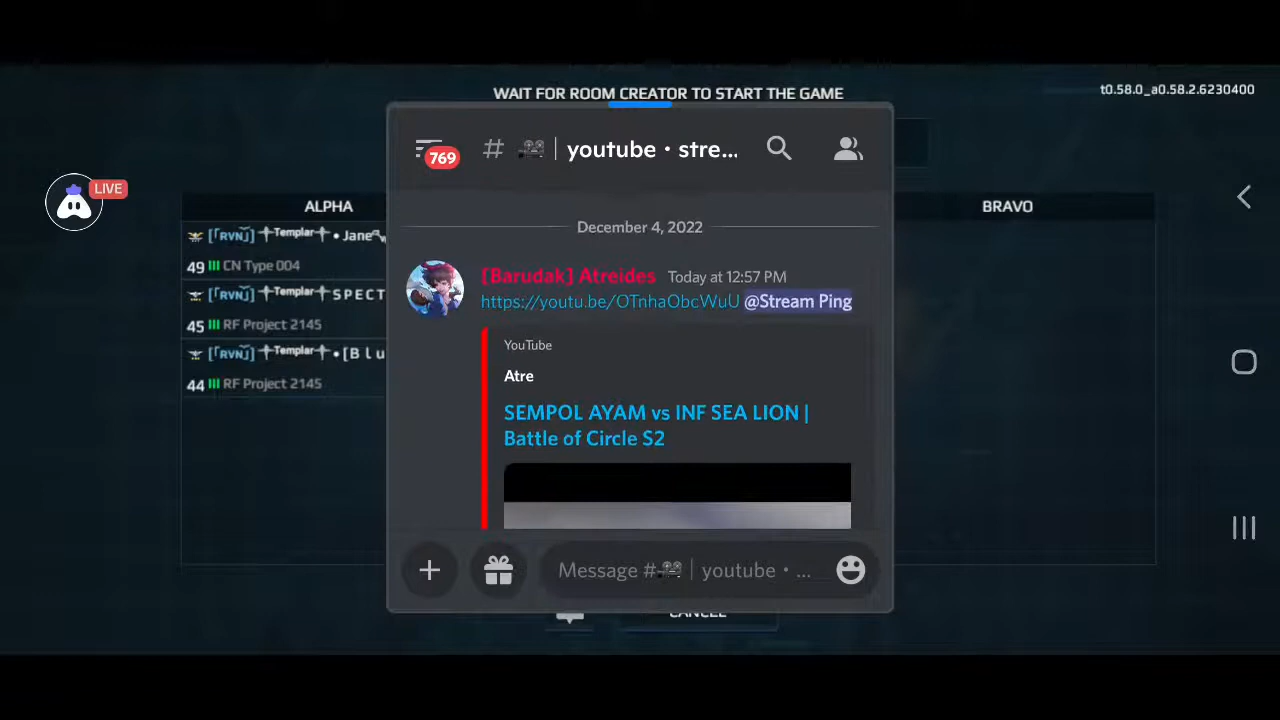 WAIT FOR ROOM CREATOR TO START THE GAME
t0.58.0_a0.58.2.6230400
769
# | youtube • stre...
LIVE
ALPHA
BRAVO
December 4, 2022
[「RVN」] Templar • Jane
49 CN Type 004
[「RVN」] Templar SPECT
45 RF Project 2145
[「RVN」] Templar • [Blu
44 RF Project 2145
[Barudak] Atreides Today at 12:57 PM
https://youtu.be/OTnhaObcWuU @Stream Ping
YouTube
Atre
SEMPOL AYAM vs INF SEA LION |
Battle of Circle S2
Message # | youtube • ...
CANCEL